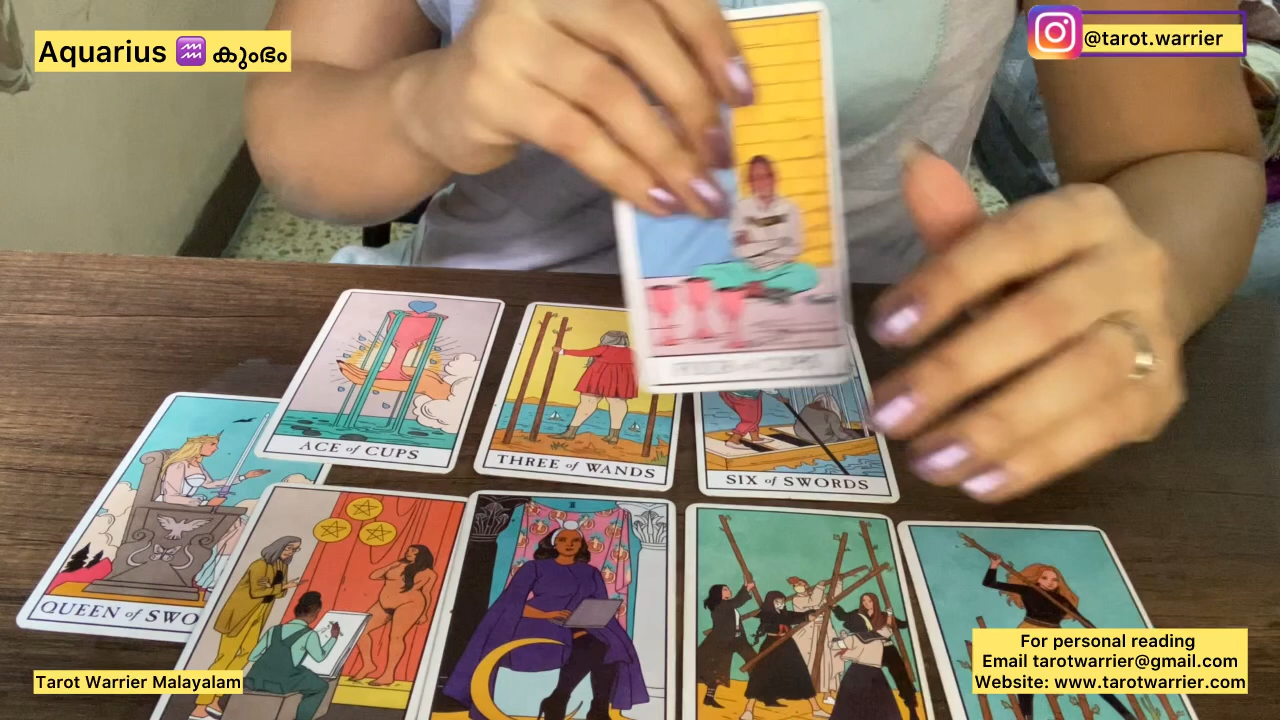 Aquarius ♒ കുംഭം
@tarot.warrier
ACE of CUPS
THREE of WANDS
SIX of SWORDS
QUEEN of SWO
II
Tarot Warrier Malayalam
For personal reading
Email tarotwarrier@gmail.com
Website: www.tarotwarrier.com